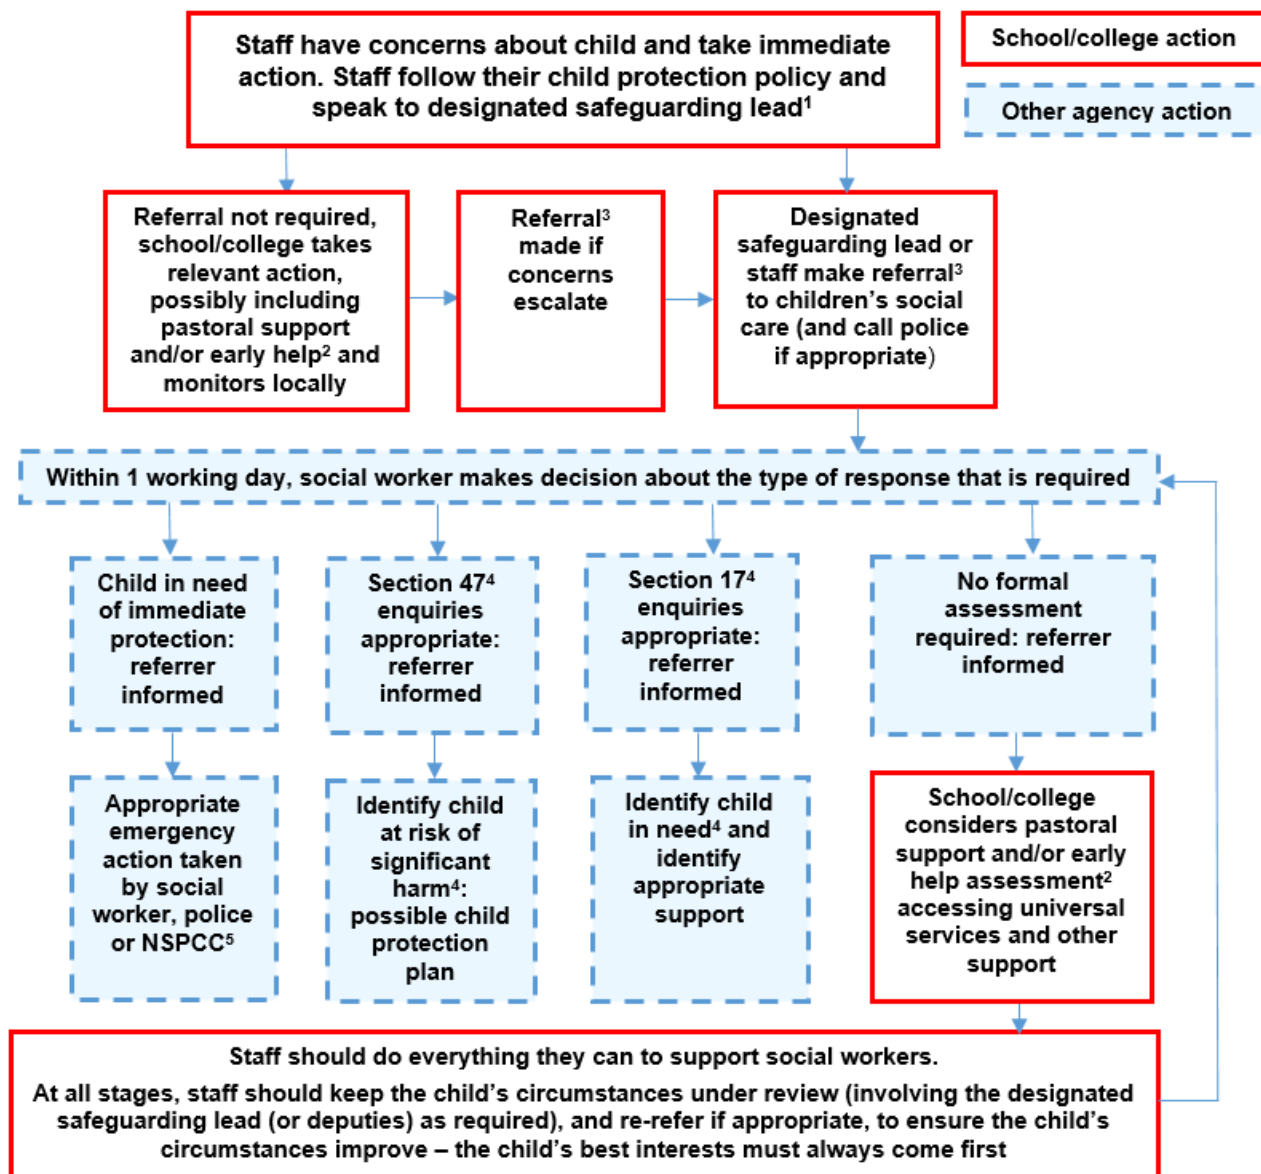 Staff have concerns about child and take immediate
action. Staff follow their child protection policy and
speak to designated safeguarding lead¹
School/college action
Other agency action
Referral not required,
school/college takes
relevant action,
possibly including
pastoral support
and/or early help² and
monitors locally
Referral³
made if
concerns
escalate
Designated
safeguarding lead or
staff make referral³
to children’s social
care (and call police
if appropriate)
Within 1 working day, social worker makes decision about the type of response that is required
Child in need
of immediate
protection:
referrer
informed
Section 47⁴
enquiries
appropriate:
referrer
informed
Section 17⁴
enquiries
appropriate:
referrer
informed
No formal
assessment
required: referrer
informed
Appropriate
emergency
action taken
by social
worker, police
or NSPCC⁵
Identify child
at risk of
significant
harm⁴:
possible child
protection
plan
Identify child
in need⁴ and
identify
appropriate
support
School/college
considers pastoral
support and/or early
help assessment²
accessing universal
services and other
support
Staff should do everything they can to support social workers.
At all stages, staff should keep the child’s circumstances under review (involving the designated
safeguarding lead (or deputies) as required), and re-refer if appropriate, to ensure the child’s
circumstances improve – the child’s best interests must always come first